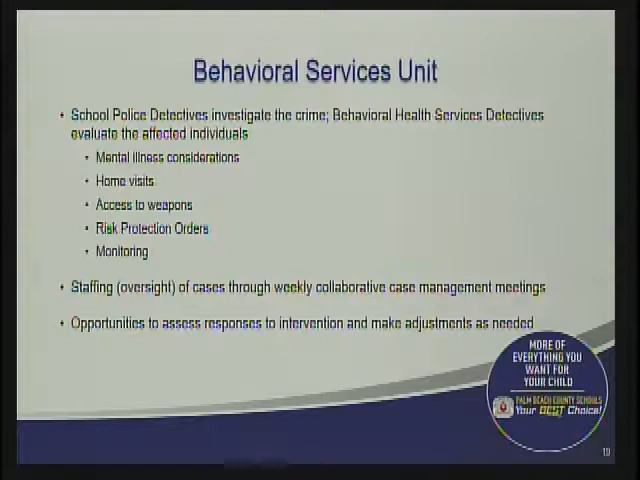 Behavioral Services Unit
• School Police Detectives investigate the crime; Behavioral Health Services Detectives
evaluate the affected individuals
• Mental illness considerations
• Home visits
• Access to weapons
• Risk Protection Orders
• Monitoring
• Staffing (oversight) of cases through weekly collaborative case management meetings
• Opportunities to assess responses to intervention and make adjustments as needed
MORE OF
EVERYTHING YOU
WANT FOR
YOUR CHILD
PALM BEACH COUNTY SCHOOLS
Your BEST Choice!
19